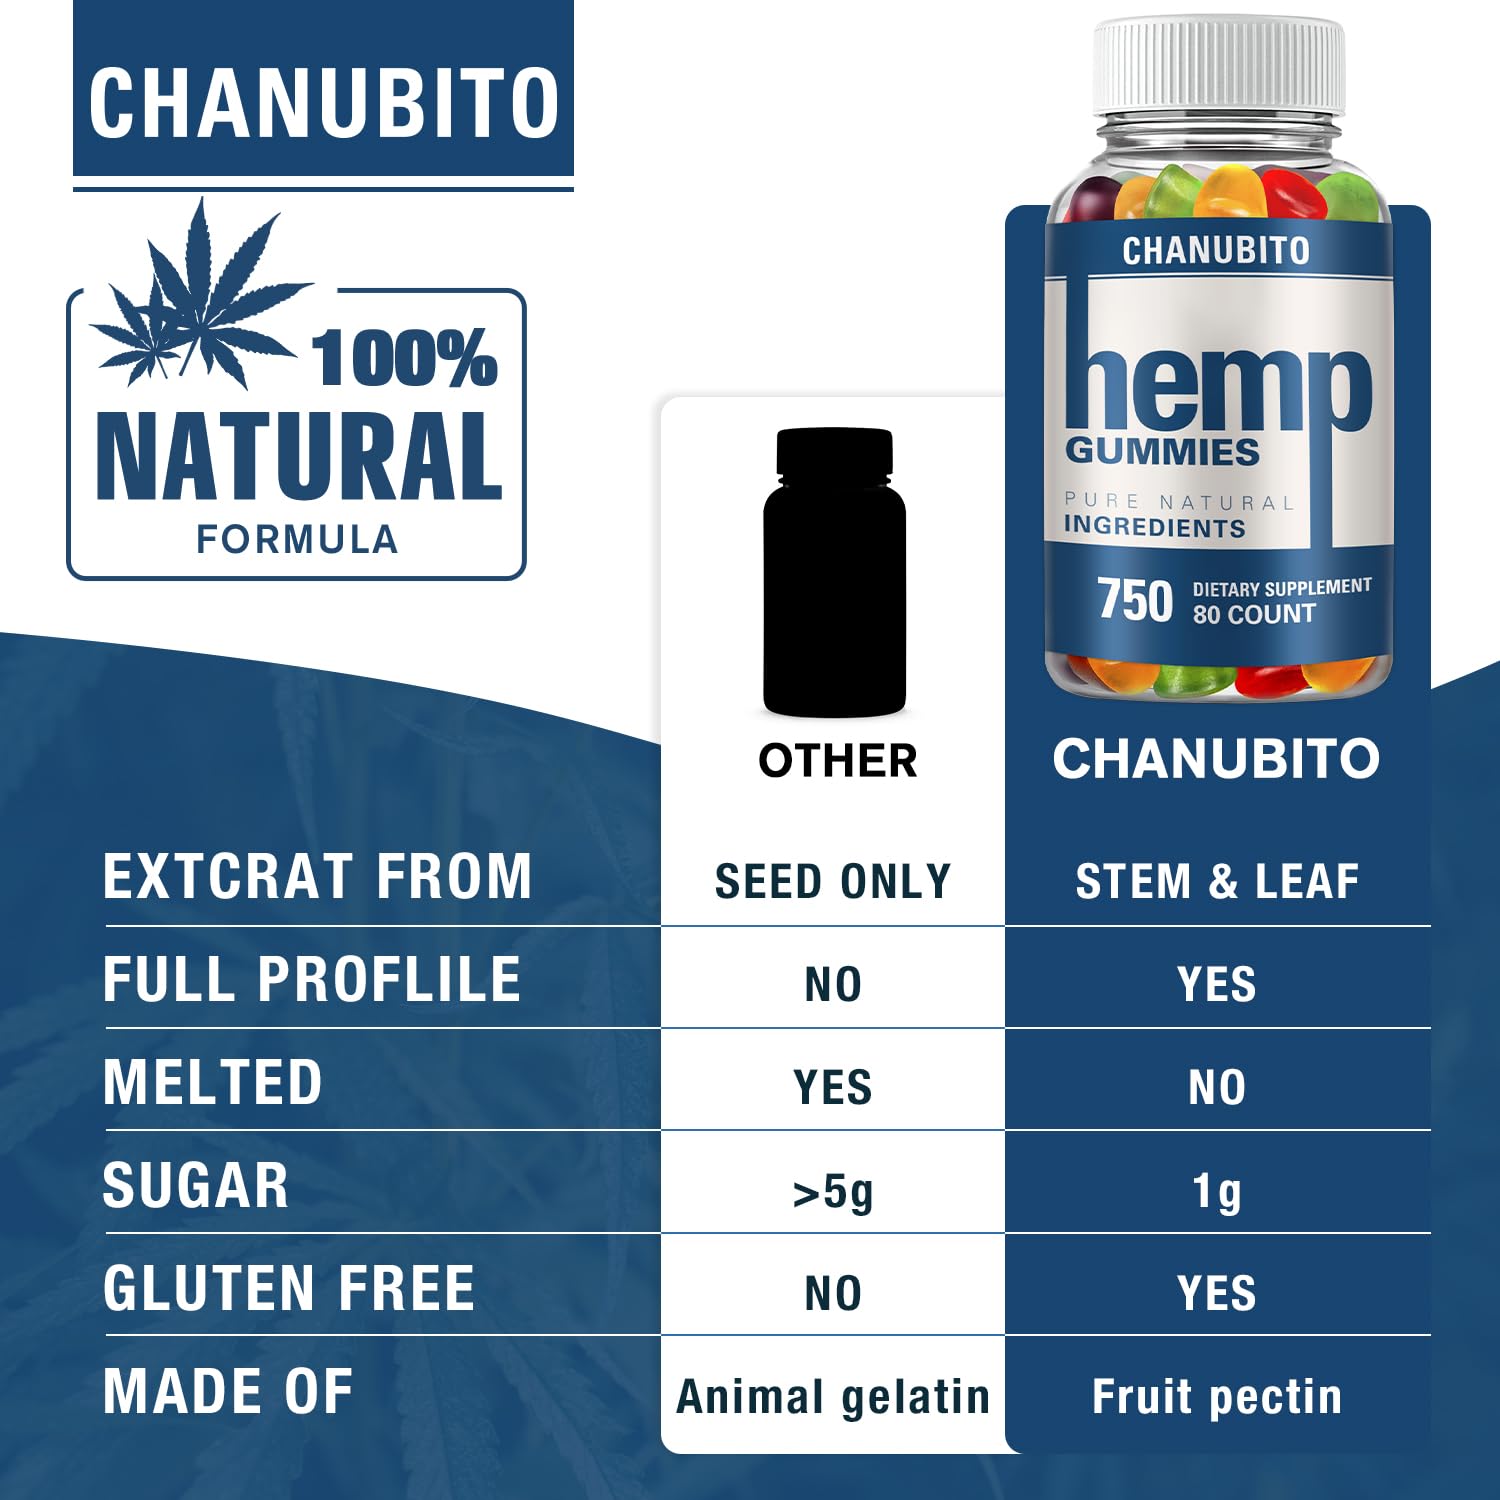 CHANUBITO
100%
NATURAL
FORMULA
CHANUBITO
hemp
GUMMIES
PURE NATURAL
INGREDIENTS
750 DIETARY SUPPLEMENT
80 COUNT
OTHER CHANUBITO
EXTCRAT FROM SEED ONLY STEM & LEAF
FULL PROFLILE NO YES
MELTED YES NO
SUGAR >5g 1g
GLUTEN FREE NO YES
MADE OF Animal gelatin Fruit pectin